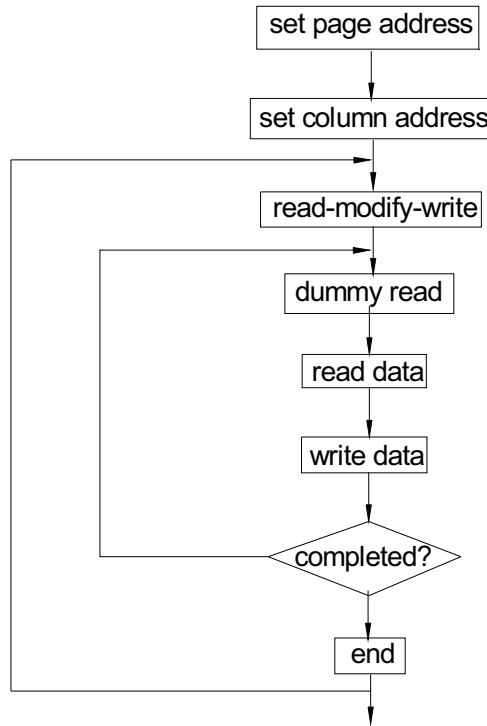 set page address
set column address
read-modify-write
dummy read
read data
write data
completed?
end